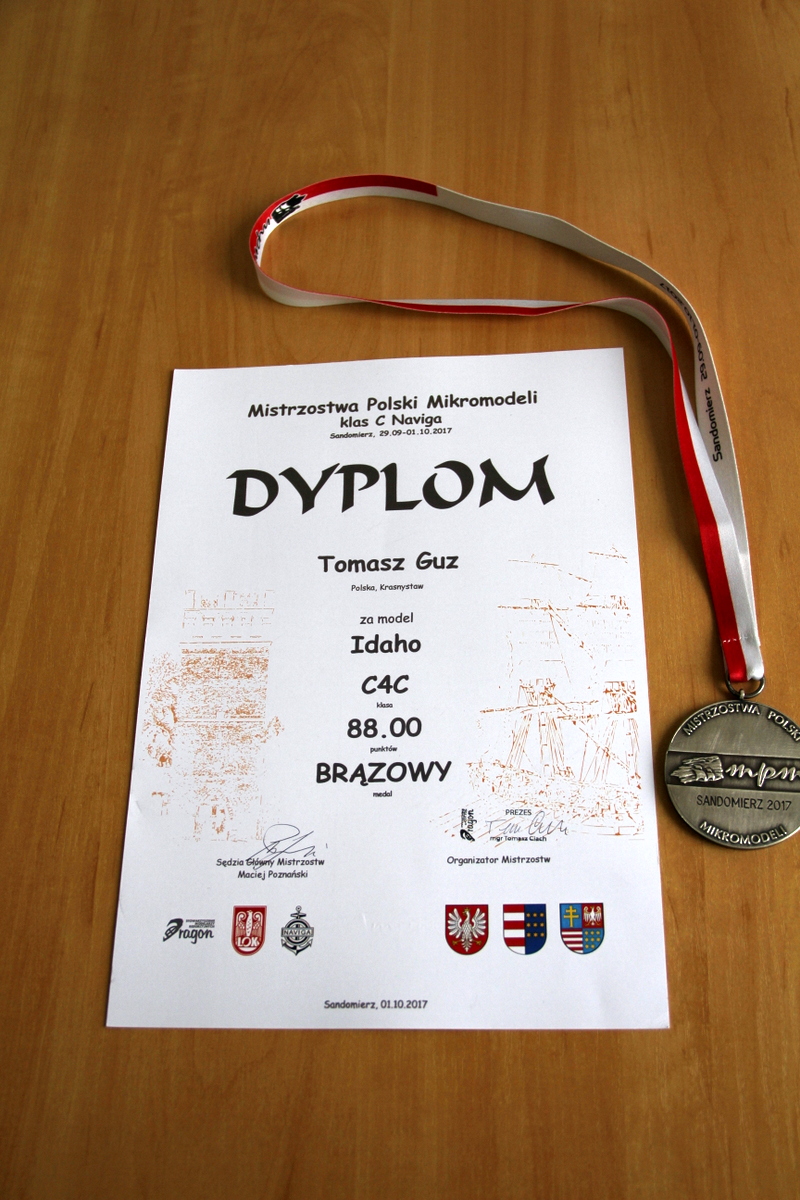 Mistrzostwa Polski Mikromodeli
klas C Naviga
Sandomierz, 29.09-01.10.2017
DYPLOM
Tomasz Guz
Polska, Krasnystaw
za model
Idaho
C4C
klasa
88.00
punktów
BRĄZOWY
medal
Sędzia Główny Mistrzostw
Maciej Poznański
PREZES
mgr Tomasz Ciach
Organizator Mistrzostw
Dragon
LOK
NAVIGA
Sandomierz, 01.10.2017
Sandomierz
MISTRZOSTWA POLSKI
mpm
SANDOMIERZ 2017
MIKROMODELI